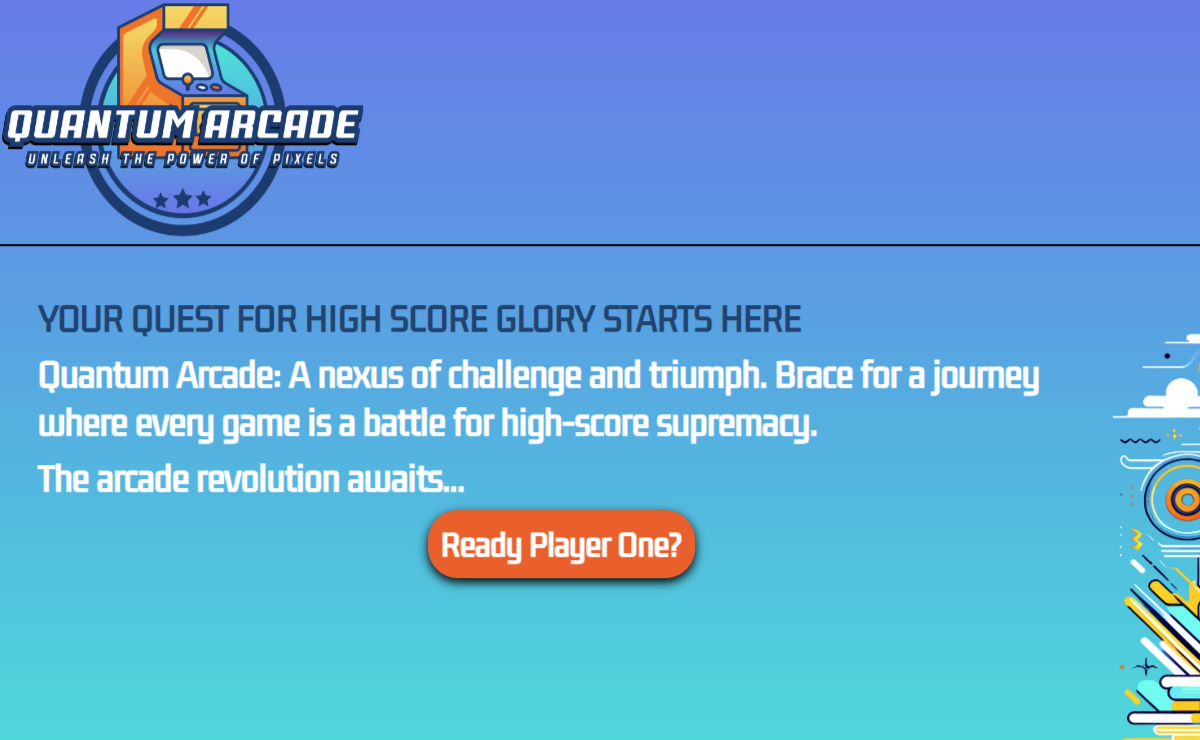 QUANTUM ARCADE
UNLEASH THE POWER OF PIXELS
YOUR QUEST FOR HIGH SCORE GLORY STARTS HERE
Quantum Arcade: A nexus of challenge and triumph. Brace for a journey
where every game is a battle for high-score supremacy.
The arcade revolution awaits...
Ready Player One?